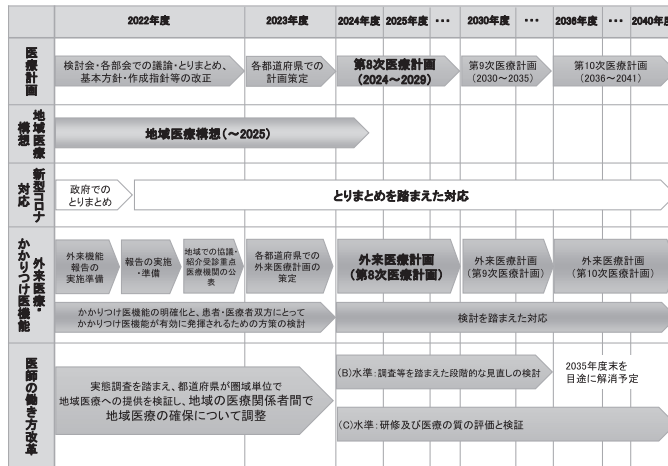 2022年度
2023年度
2024年度
2025年度
･･･
2030年度
･･･
2036年度
･･･
2040年度
医療計画
検討会・各部会での議論・とりまとめ、
基本方針・作成指針等の改正
各都道府県での
計画策定
第8次医療計画
(2024～2029)
第9次医療計画
(2030～2035)
第10次医療計画
(2036～2041)
地域医療
構想
地域医療構想(～2025)
新型コロナ
対応
政府での
とりまとめ
とりまとめを踏まえた対応
外来医療・
かかりつけ医機能
外来機能
報告の
実施準備
報告の実施
・準備
地域での協議・
紹介受診重点
医療機関の公
表
各都道府県での
外来医療計画の
策定
外来医療計画
(第8次医療計画)
外来医療計画
(第9次医療計画)
外来医療計画
(第10次医療計画)
かかりつけ機能の明確化と、患者・医療者双方にとって
かかりつけ医機能が有効に発揮されるための方策の検討
検討を踏まえた対応
医師の働き方改革
実態調査を踏まえ、都道府県が圏域単位で
地域医療への提供を検証し、地域の医療関係者間で
地域医療の確保について調整
(B)水準：調査等を踏まえた段階的な見直しの検討
2035年度末を
目途に解消予定
(C)水準：研修及び医療の質の評価と検証